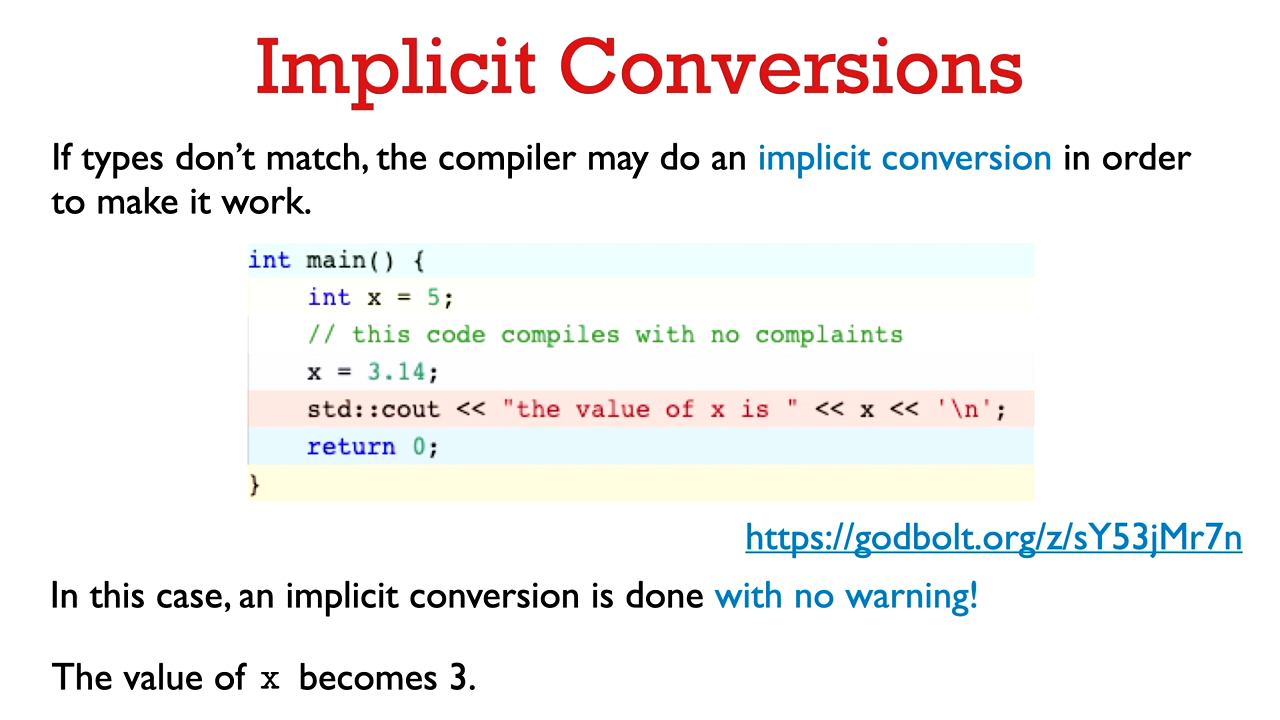 Implicit Conversions
If types don’t match, the compiler may do an implicit conversion in order
to make it work.
int main() {
    int x = 5;
    // this code compiles with no complaints
    x = 3.14;
    std::cout << "the value of x is " << x << '\n';
    return 0;
}
https://godbolt.org/z/sY53jMr7n
In this case, an implicit conversion is done with no warning!
The value of x becomes 3.